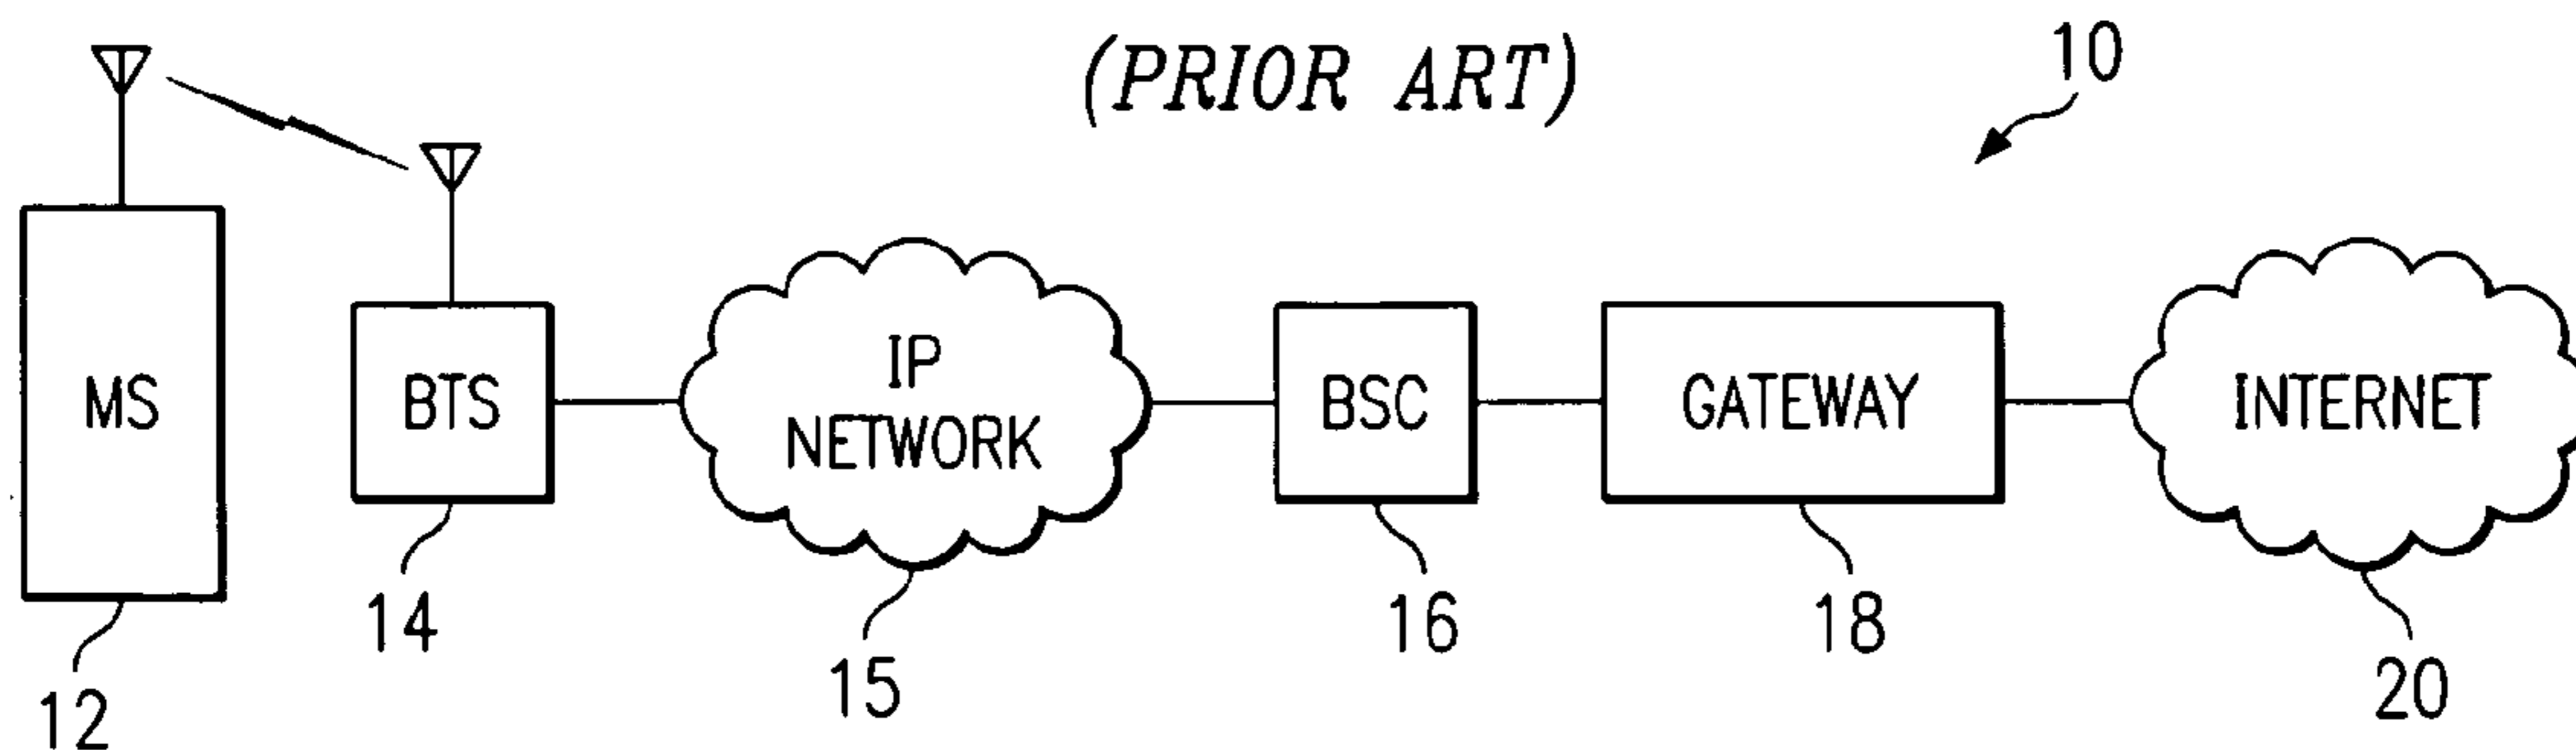 (PRIOR ART)
10
MS
BTS
IP
NETWORK
BSC
GATEWAY
INTERNET
12
14
15
16
18
20